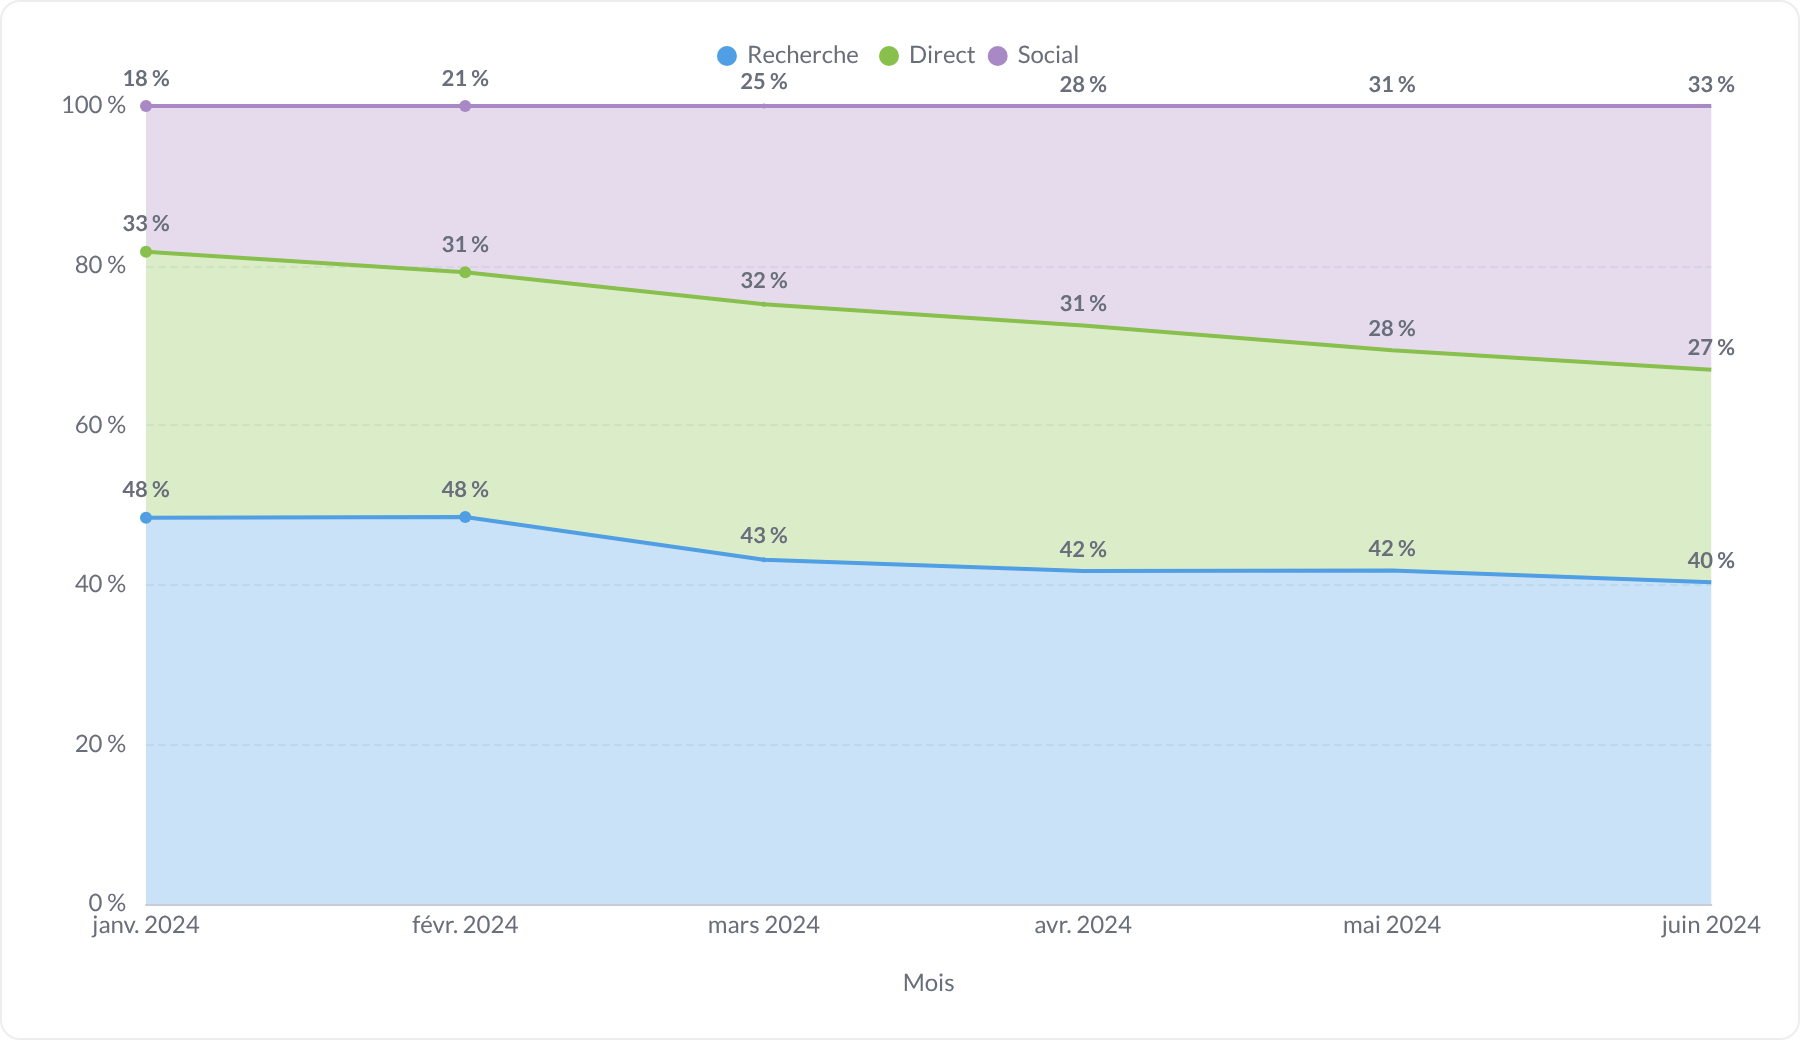 Recherche Direct Social
18 % 21 % 25 % 28 % 31 % 33 %
100 %
33 % 31 % 32 % 31 % 28 % 27 %
80 %
60 %
48 % 48 % 43 % 42 % 42 % 40 %
40 %
20 %
0 %
janv. 2024 févr. 2024 mars 2024 avr. 2024 mai 2024 juin 2024
Mois